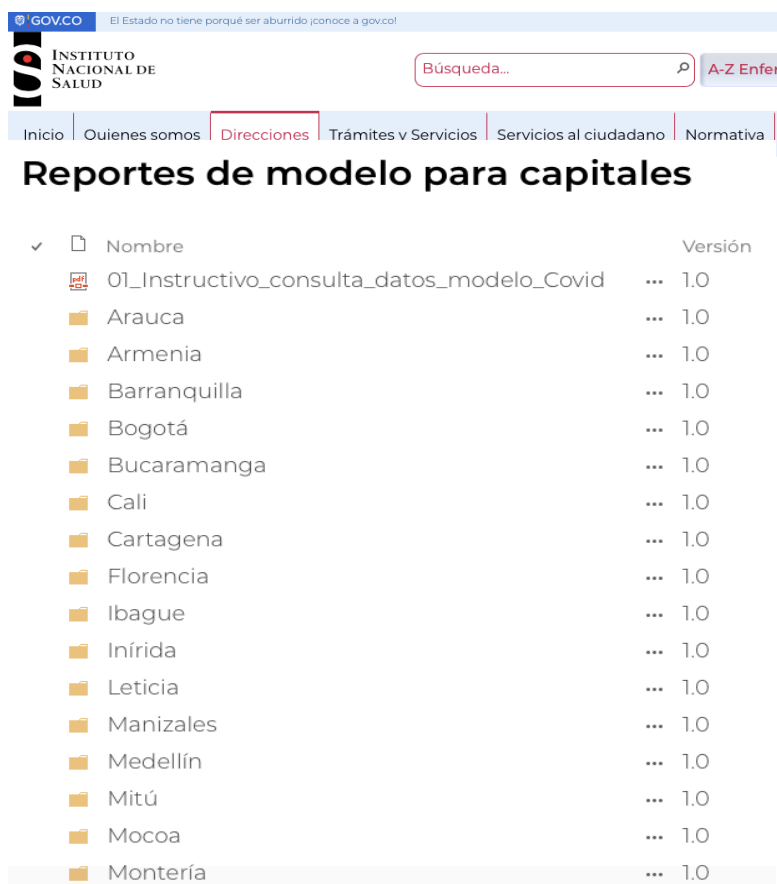 GOV.CO El Estado no tiene porqué ser aburrido ¡conoce a gov.co!
INSTITUTO
NACIONAL DE
SALUD
Búsqueda...
A-Z Enfer
Inicio Quienes somos Direcciones Trámites y Servicios Servicios al ciudadano Normativa
Reportes de modelo para capitales
Nombre Versión
01_Instructivo_consulta_datos_modelo_Covid ... 1.0
Arauca ... 1.0
Armenia ... 1.0
Barranquilla ... 1.0
Bogotá ... 1.0
Bucaramanga ... 1.0
Cali ... 1.0
Cartagena ... 1.0
Florencia ... 1.0
Ibague ... 1.0
Inírida ... 1.0
Leticia ... 1.0
Manizales ... 1.0
Medellín ... 1.0
Mitú ... 1.0
Mocoa ... 1.0
Montería ... 1.0